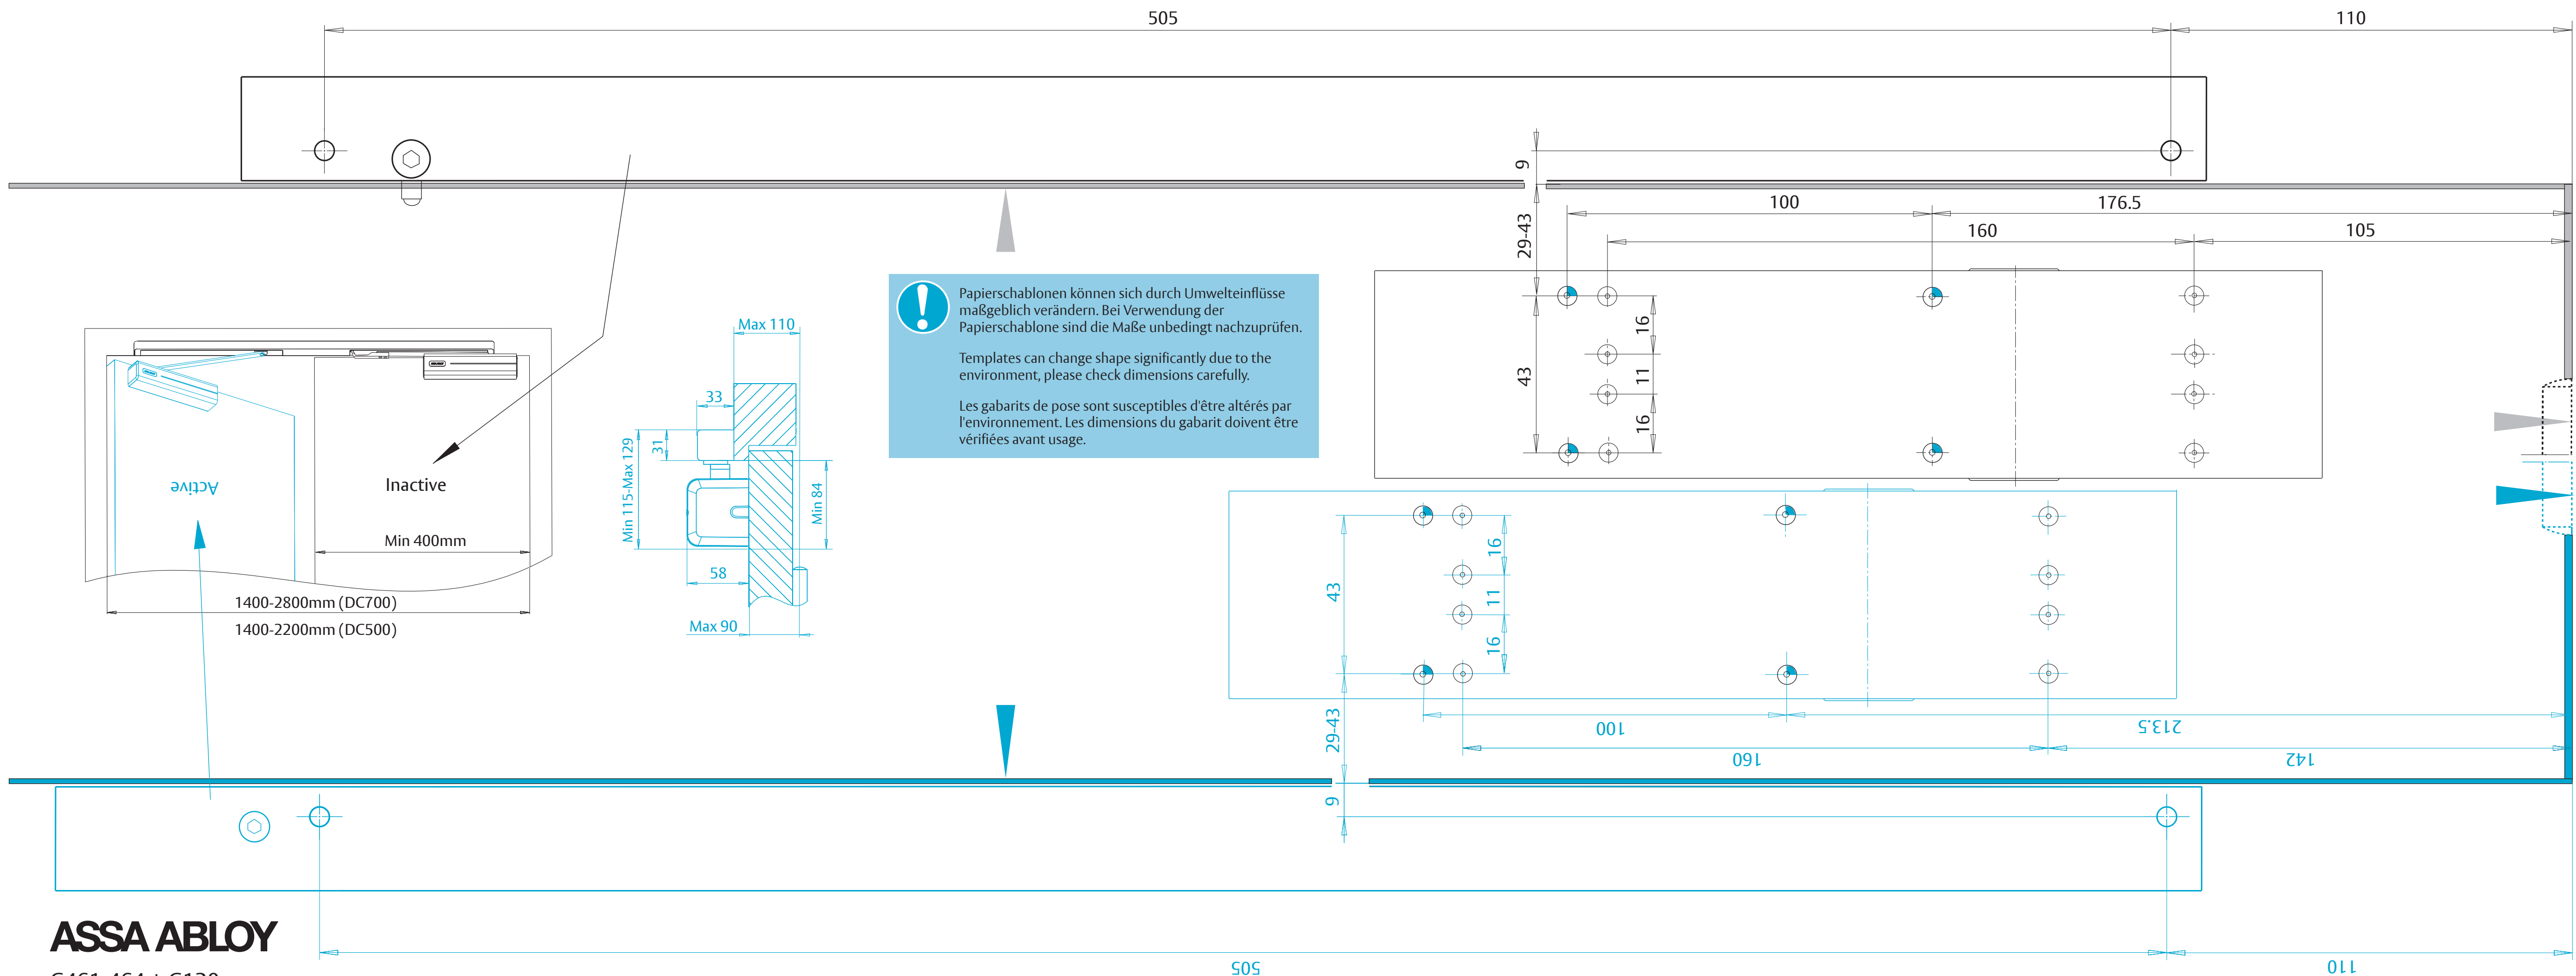 505
110
9
29-43
100
176.5
160
105
43
16
11
16
Papierschablonen können sich durch Umwelteinflüsse
maßgeblich verändern. Bei Verwendung der
Papierschablone sind die Maße unbedingt nachzuprüfen.
Templates can change shape significantly due to the
environment, please check dimensions carefully.
Les gabarits de pose sont susceptibles d'être altérés par
l'environnement. Les dimensions du gabarit doivent être
vérifiées avant usage.
Max 110
33
31
Min 115-Max 129
Min 84
58
Max 90
Active
Inactive
Min 400mm
1400-2800mm (DC700)
1400-2200mm (DC500)
43
16
11
16
29-43
100
213.5
160
142
9
ASSA ABLOY
505
110